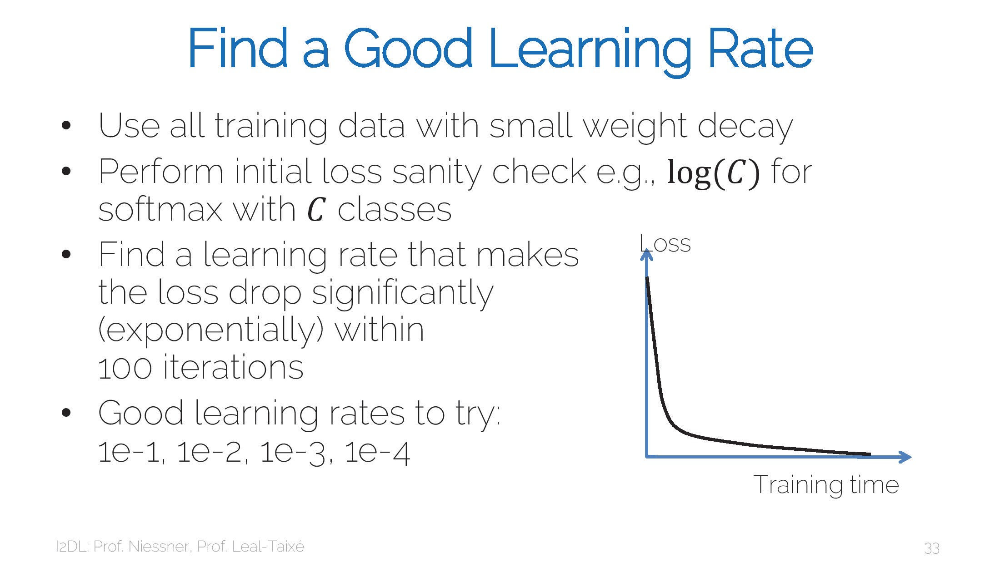 Find a Good Learning Rate
• Use all training data with small weight decay
• Perform initial loss sanity check e.g., log(C) for
softmax with C classes
• Find a learning rate that makes
the loss drop significantly
(exponentially) within
100 iterations
• Good learning rates to try:
1e-1, 1e-2, 1e-3, 1e-4
Loss
Training time
I2DL: Prof. Niessner, Prof. Leal-Taixé
33